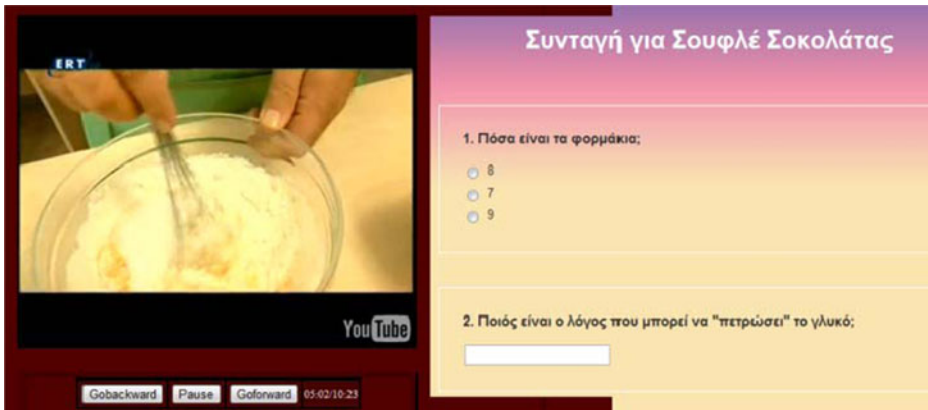 ERT
YouTube
Gobackward Pause Goforward 05:02/10:23
Συνταγή για Σουφλέ Σοκολάτας
1. Πόσα είναι τα φορμάκια;
8
7
9
2. Ποιός είναι ο λόγος που μπορεί να "πετρώσει" το γλυκό;